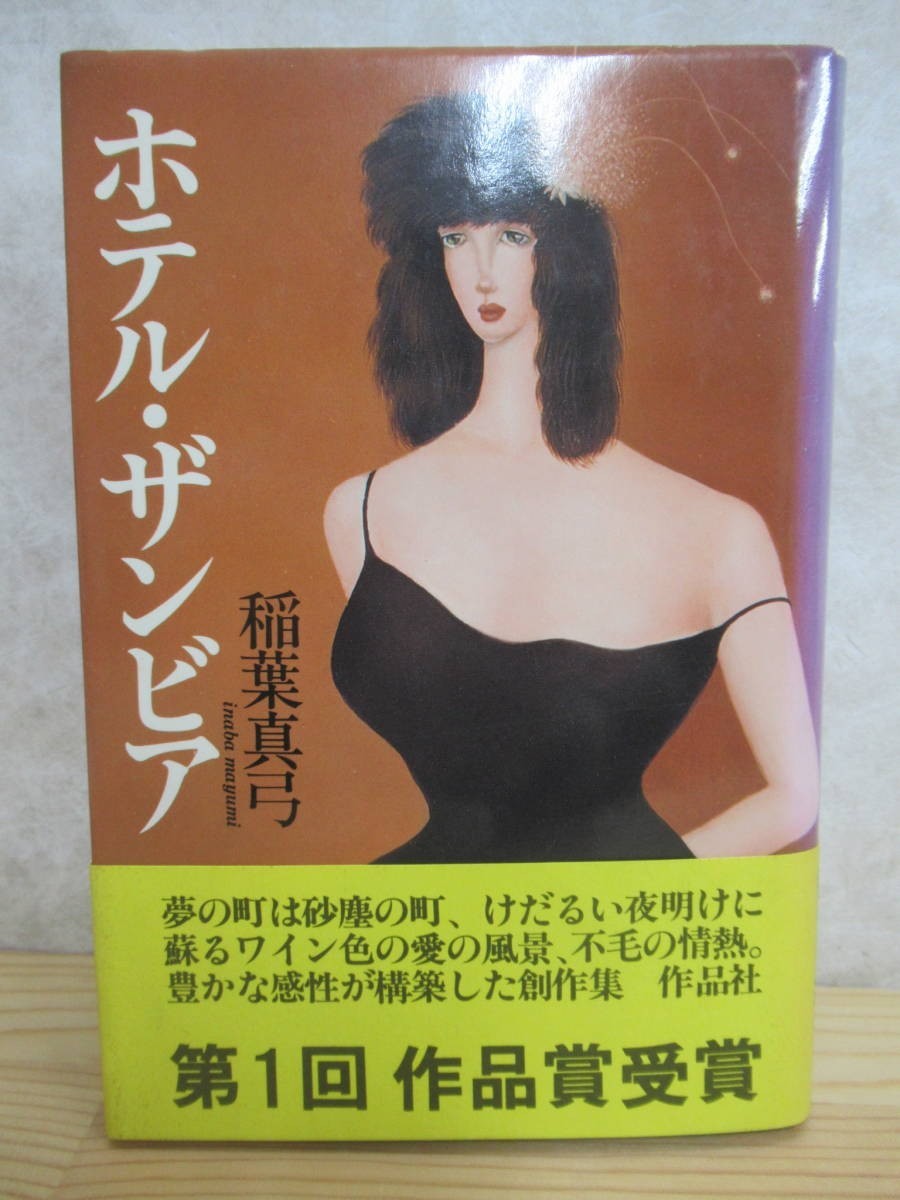 ホテル・ザンビア
稲葉真弓
inaba mayumi
夢の町は砂塵の町、けだるい夜明けに
蘇るワイン色の愛の風景、不毛の情熱。
豊かな感性が構築した創作集　作品社
第1回 作品賞受賞